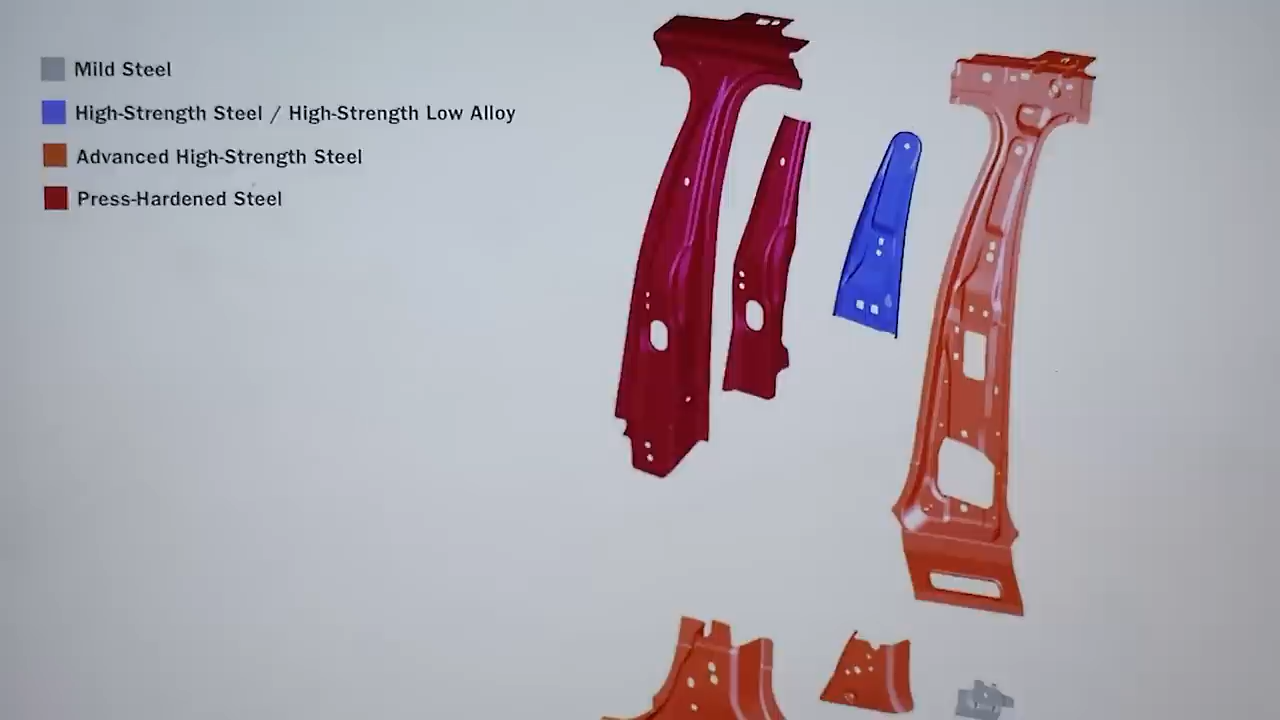 Mild Steel
High-Strength Steel / High-Strength Low Alloy
Advanced High-Strength Steel
Press-Hardened Steel